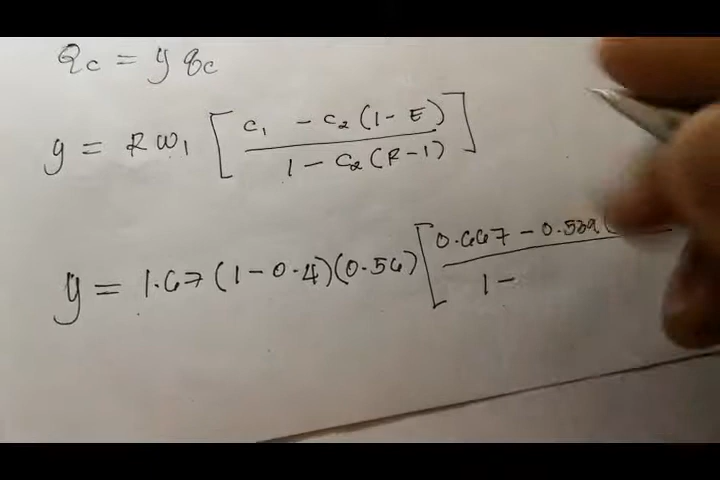 Qc = y qc
y = R w₁ [ c₁ - c₂ (1 - E) / 1 - c₂ (R - 1) ]
y = 1.67 (1 - 0.4) (0.56) [ 0.667 - 0.539 ( / 1 -